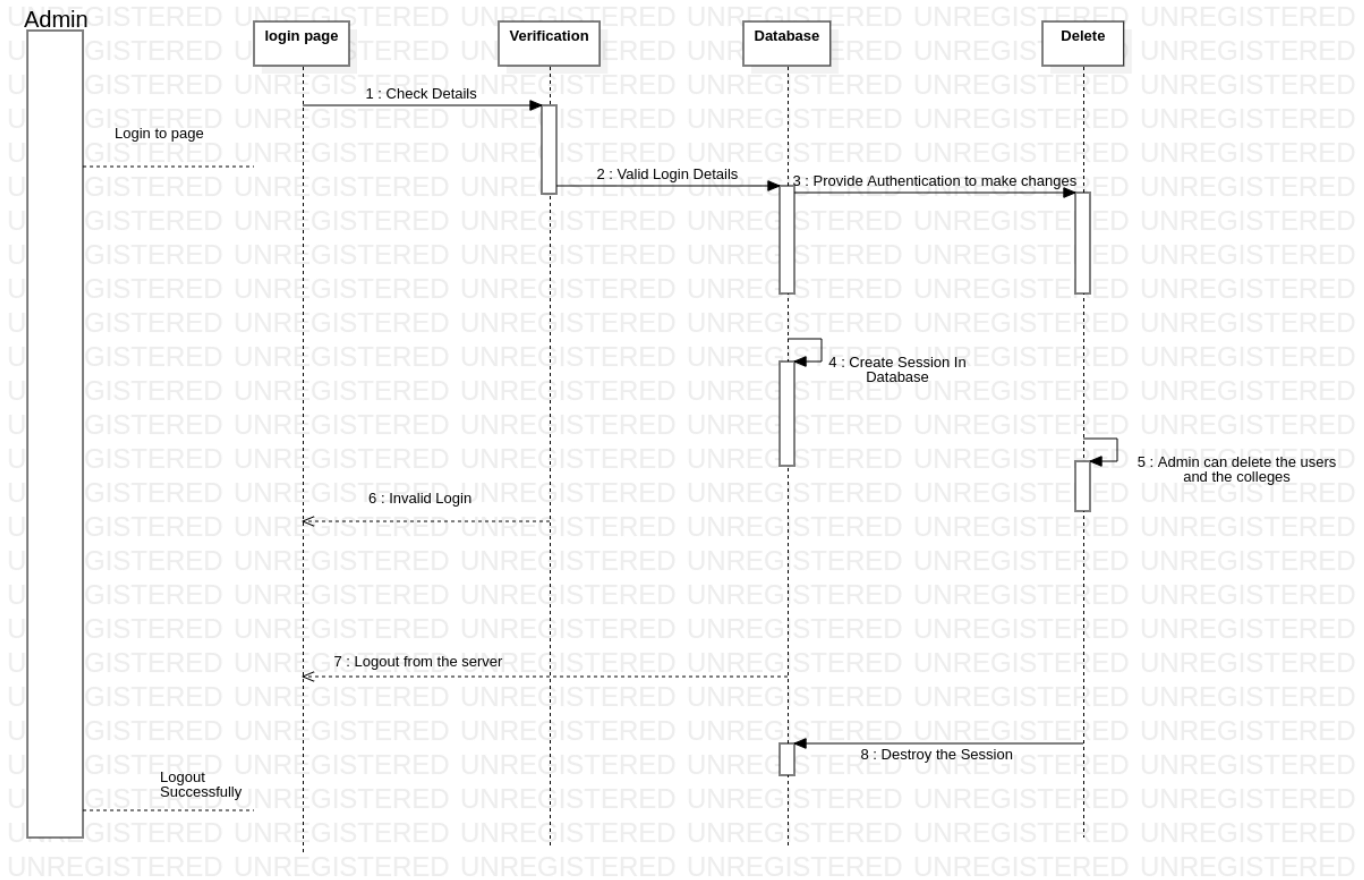 Admin
login page
Verification
Database
Delete
1 : Check Details
Login to page
2 : Valid Login Details
3 : Provide Authentication to make changes
4 : Create Session In
Database
5 : Admin can delete the users
and the colleges
6 : Invalid Login
7 : Logout from the server
8 : Destroy the Session
Logout
Successfully
UNREGISTERED